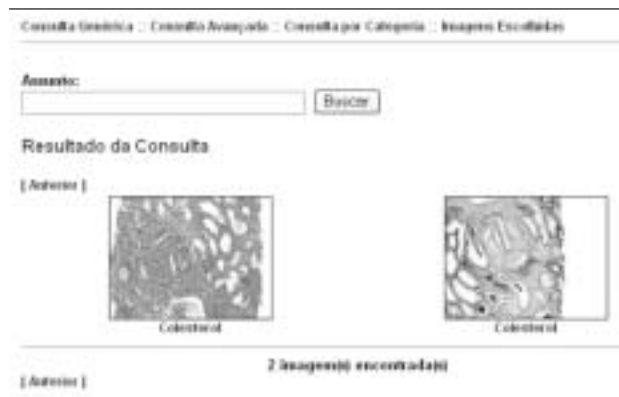 Consulta Genérica :: Consulta Avançada :: Consulta por Categoria :: Imagens Escolhidas
Assunto:
Buscar
Resultado da Consulta
[ Anterior ]
Colesterol Colesterol
2 Imagem(s) encontrada(s)
[ Anterior ]